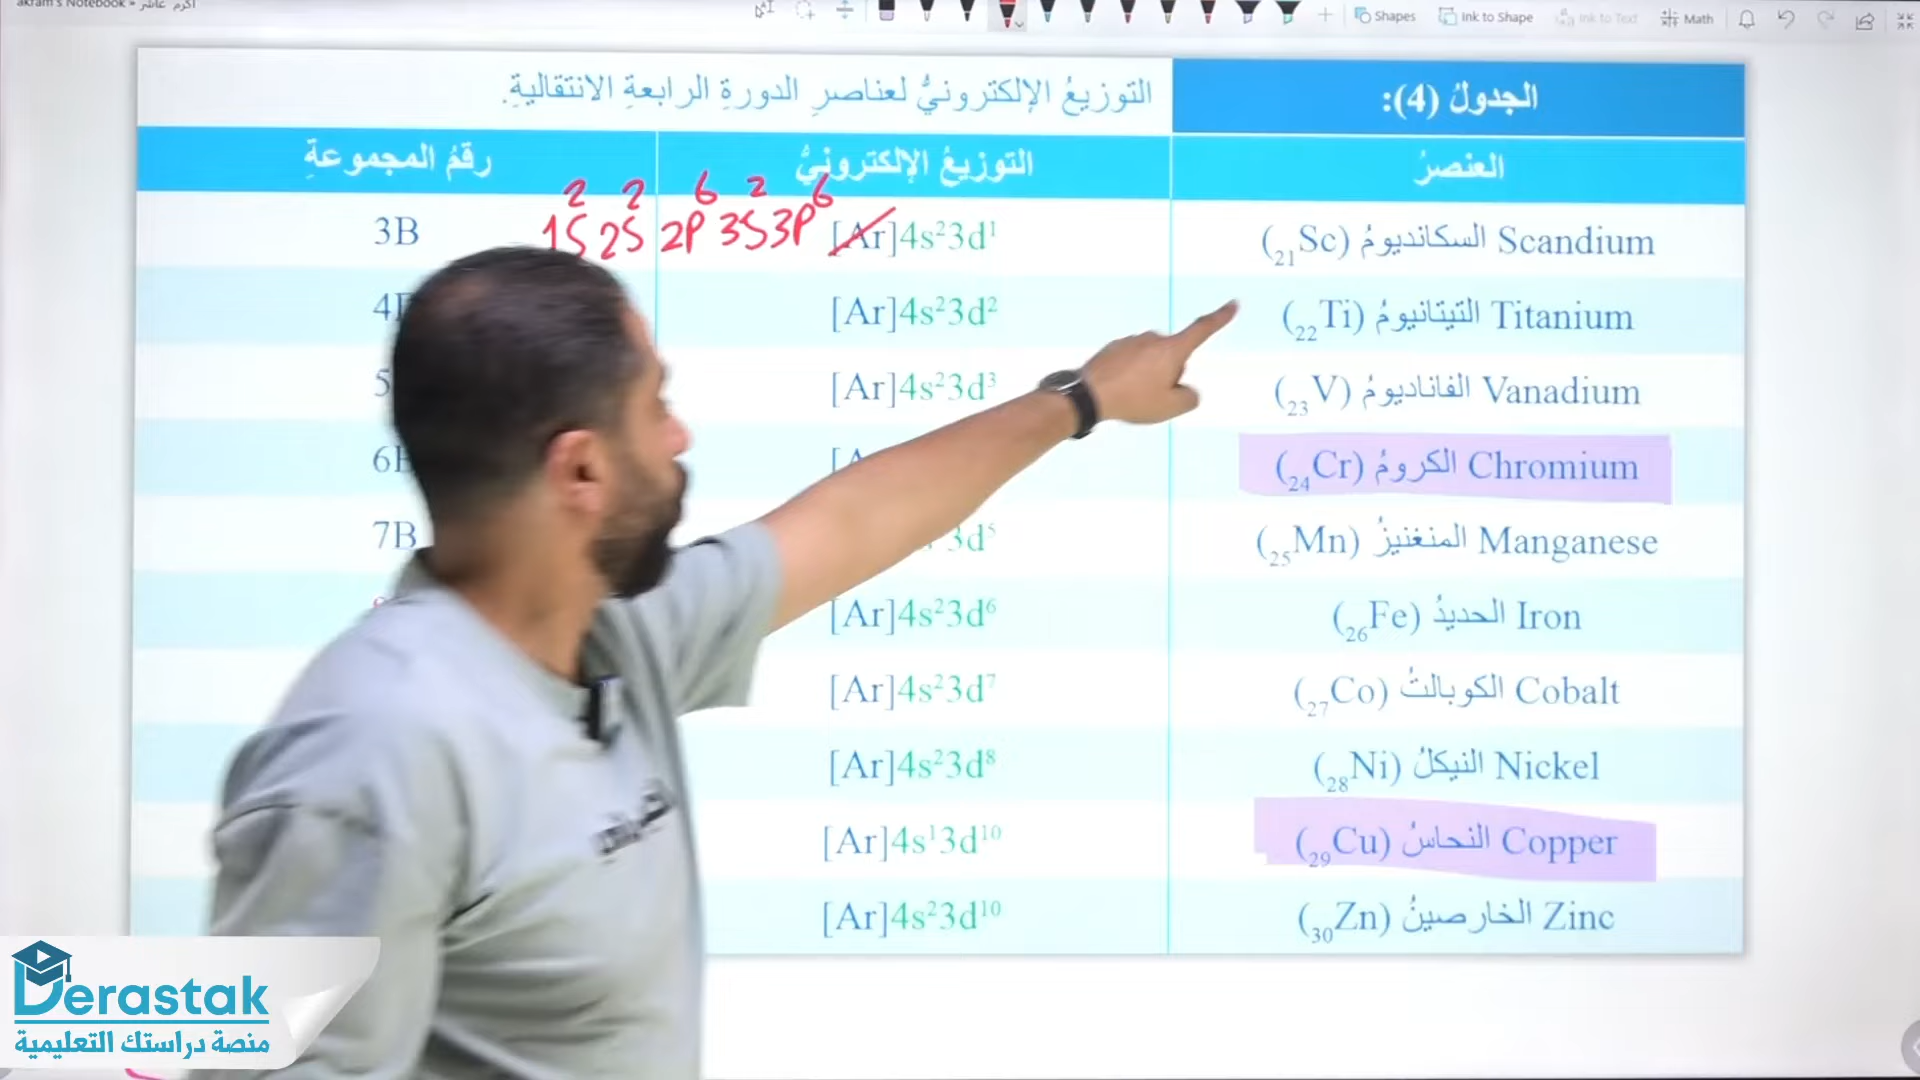 akram's Notebook » أكرم عاشر
Shapes Ink to Shape Ink to Text Math
الجدولُ (4): التوزيعُ الإلكترونيُّ لعناصرِ الدورةِ الرابعةِ الانتقاليةِ.
العنصرُ التوزيعُ الإلكترونيُّ رقمُ المجموعةِ
1S² 2S² 2P⁶ 3S² 3P⁶
Scandium السكانديومُ (₂₁Sc) [Ar]4s²3d¹ 3B
Titanium التيتانيومُ (₂₂Ti) [Ar]4s²3d²
Vanadium الفاناديومُ (₂₃V) [Ar]4s²3d³
Chromium الكرومُ (₂₄Cr)
Manganese المنغنيزُ (₂₅Mn) 3d⁵ 7B
Iron الحديدُ (₂₆Fe) [Ar]4s²3d⁶
Cobalt الكوبالتُ (₂₇Co) [Ar]4s²3d⁷
Nickel النيكلُ (₂₈Ni) [Ar]4s²3d⁸
Copper النحاسُ (₂₉Cu) [Ar]4s¹3d¹⁰
Zinc الخارصينُ (₃₀Zn) [Ar]4s²3d¹⁰
Derastak
منصة دراستك التعليمية